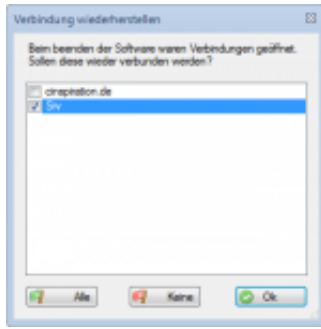 Verbindung wiederherstellen
Beim beenden der Software waren Verbindungen geöffnet.
Sollen diese wieder verbunden werden?
cinspiration.de
Srv
Alle
Keine
Ok